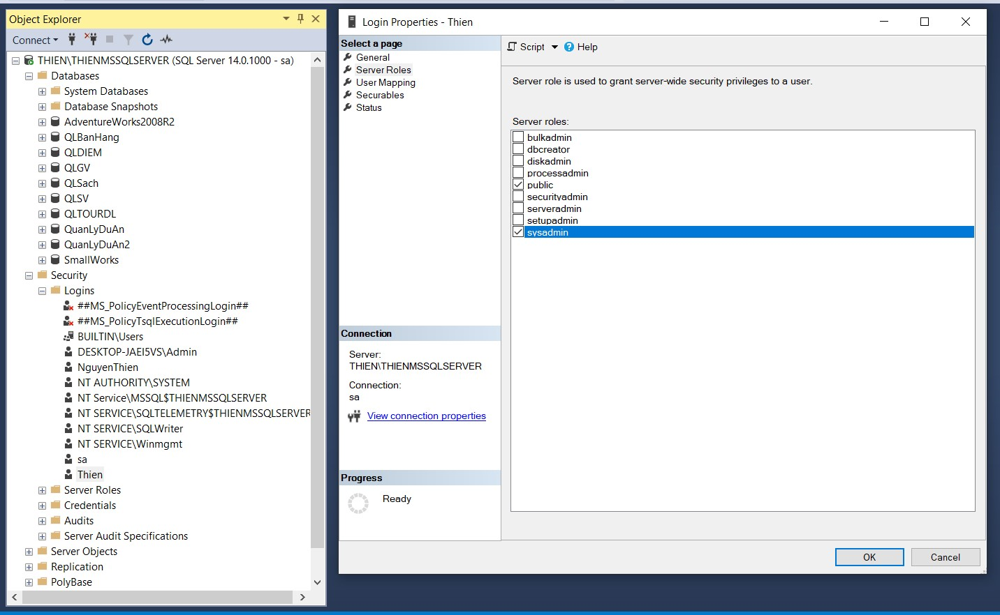 Object Explorer
Connect
THIEN\THIENMSSQLSERVER (SQL Server 14.0.1000 - sa)
Databases
System Databases
Database Snapshots
AdventureWorks2008R2
QLBanHang
QLDIEM
QLGV
QLSach
QLSV
QLTOURDL
QuanLyDuAn
QuanLyDuAn2
SmallWorks
Security
Logins
##MS_PolicyEventProcessingLogin##
##MS_PolicyTsqlExecutionLogin##
BUILTIN\Users
DESKTOP-JAEI5VS\Admin
NguyenThien
NT AUTHORITY\SYSTEM
NT Service\MSSQL$THIENMSSQLSERVER
NT SERVICE\SQLTELEMETRY$THIENMSSQLSERVER
NT SERVICE\SQLWriter
NT SERVICE\Winmgmt
sa
Thien
Server Roles
Credentials
Audits
Server Audit Specifications
Server Objects
Replication
PolyBase
Login Properties - Thien
Select a page
General
Server Roles
User Mapping
Securables
Status
Connection
Server:
THIEN\THIENMSSQLSERVER
Connection:
sa
View connection properties
Progress
Ready
Script
Help
Server role is used to grant server-wide security privileges to a user.
Server roles:
bulkadmin
dbcreator
diskadmin
processadmin
public
securityadmin
serveradmin
setupadmin
sysadmin
OK
Cancel